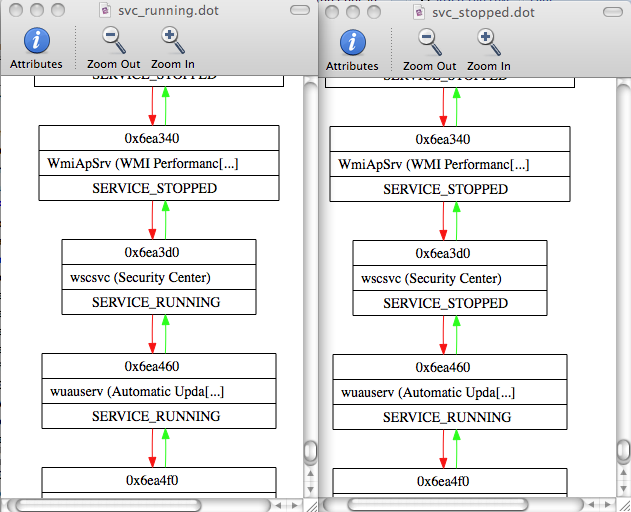 svc_running.dot
Attributes
Zoom Out
Zoom In
SERVICE_STOPPED
0x6ea340
WmiApSrv (WMI Performanc[...]
SERVICE_STOPPED
0x6ea3d0
wscsvc (Security Center)
SERVICE_RUNNING
0x6ea460
wuauserv (Automatic Upda[...]
SERVICE_RUNNING
0x6ea4f0
svc_stopped.dot
Attributes
Zoom Out
Zoom In
SERVICE_STOPPED
0x6ea340
WmiApSrv (WMI Performanc[...]
SERVICE_STOPPED
0x6ea3d0
wscsvc (Security Center)
SERVICE_STOPPED
0x6ea460
wuauserv (Automatic Upda[...]
SERVICE_RUNNING
0x6ea4f0